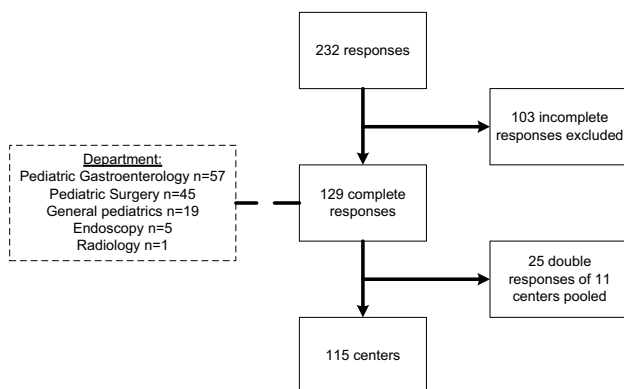 232 responses
103 incomplete
responses excluded
Department:
Pediatric Gastroenterology n=57
Pediatric Surgery n=45
General pediatrics n=19
Endoscopy n=5
Radiology n=1
129 complete
responses
25 double
responses of 11
centers pooled
115 centers